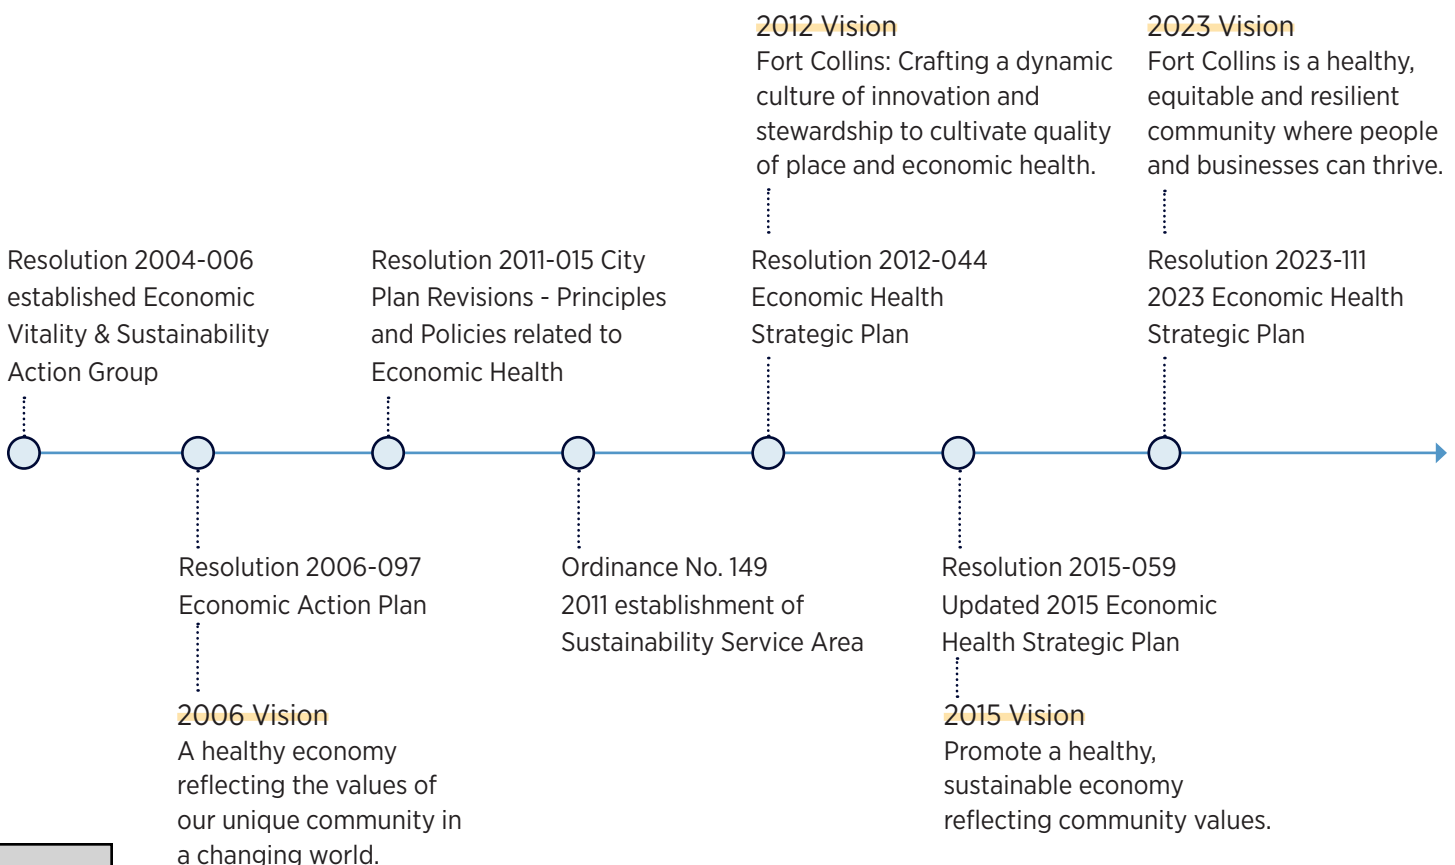 2012 Vision
Fort Collins: Crafting a dynamic
culture of innovation and
stewardship to cultivate quality
of place and economic health.
2023 Vision
Fort Collins is a healthy,
equitable and resilient
community where people
and businesses can thrive.
Resolution 2004-006
established Economic
Vitality & Sustainability
Action Group
Resolution 2011-015 City
Plan Revisions - Principles
and Policies related to
Economic Health
Resolution 2012-044
Economic Health
Strategic Plan
Resolution 2023-111
2023 Economic Health
Strategic Plan
Resolution 2006-097
Economic Action Plan
Ordinance No. 149
2011 establishment of
Sustainability Service Area
Resolution 2015-059
Updated 2015 Economic
Health Strategic Plan
2006 Vision
A healthy economy
reflecting the values of
our unique community in
a changing world.
2015 Vision
Promote a healthy,
sustainable economy
reflecting community values.